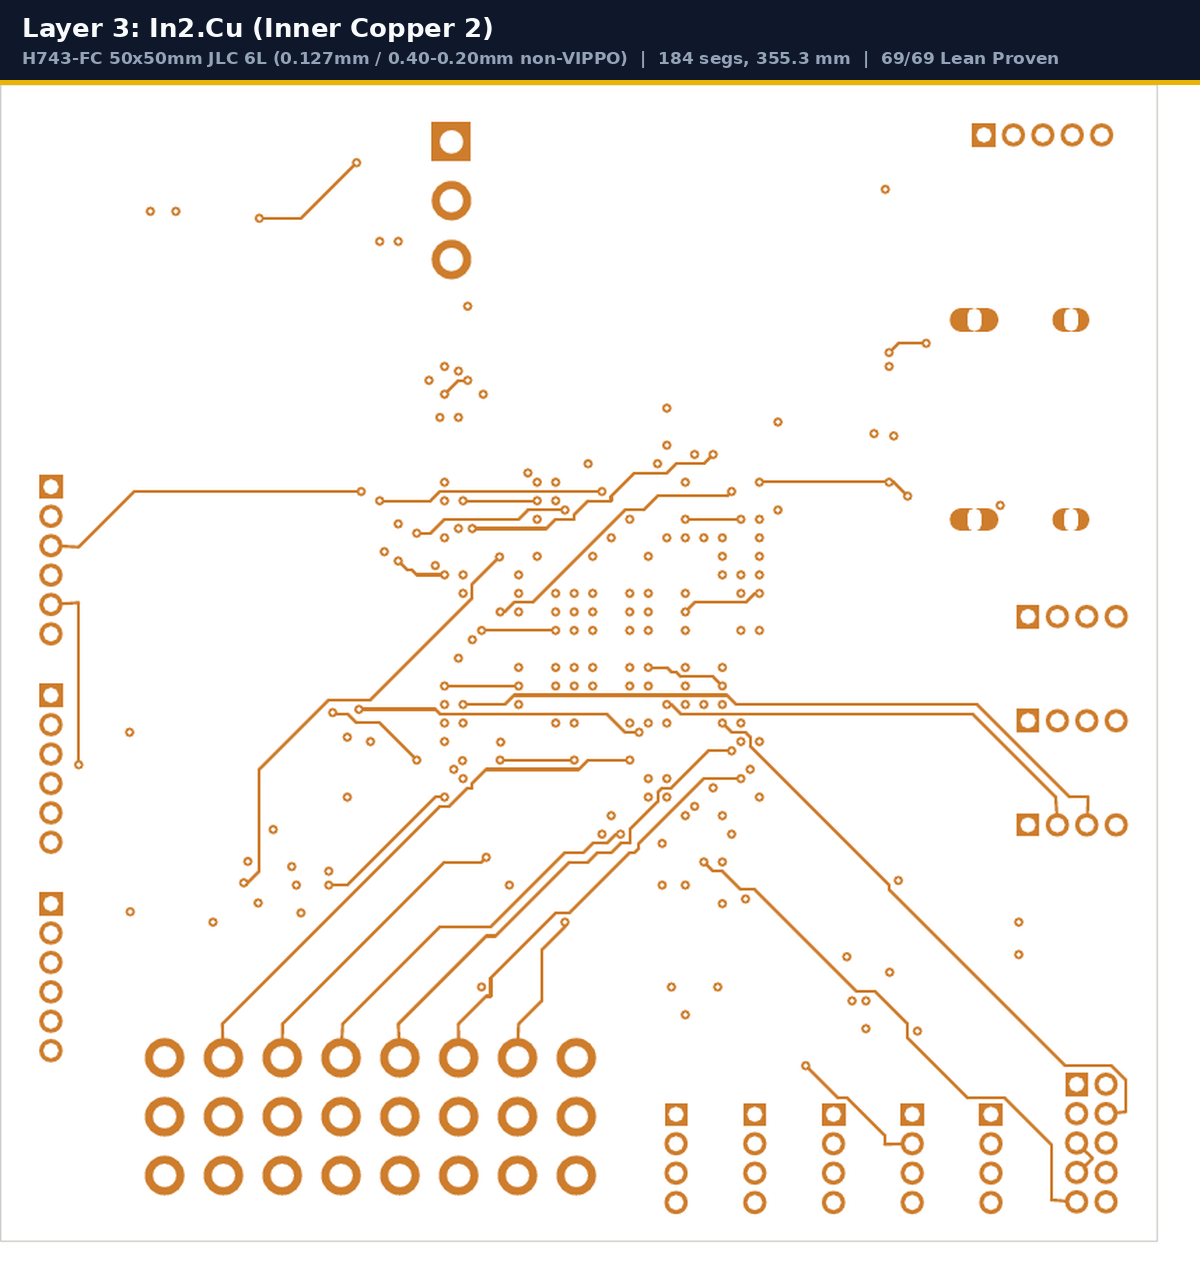 Layer 3: In2.Cu (Inner Copper 2)
H743-FC 50x50mm JLC 6L (0.127mm / 0.40-0.20mm non-VIPPO)  |  184 segs, 355.3 mm  |  69/69 Lean Proven